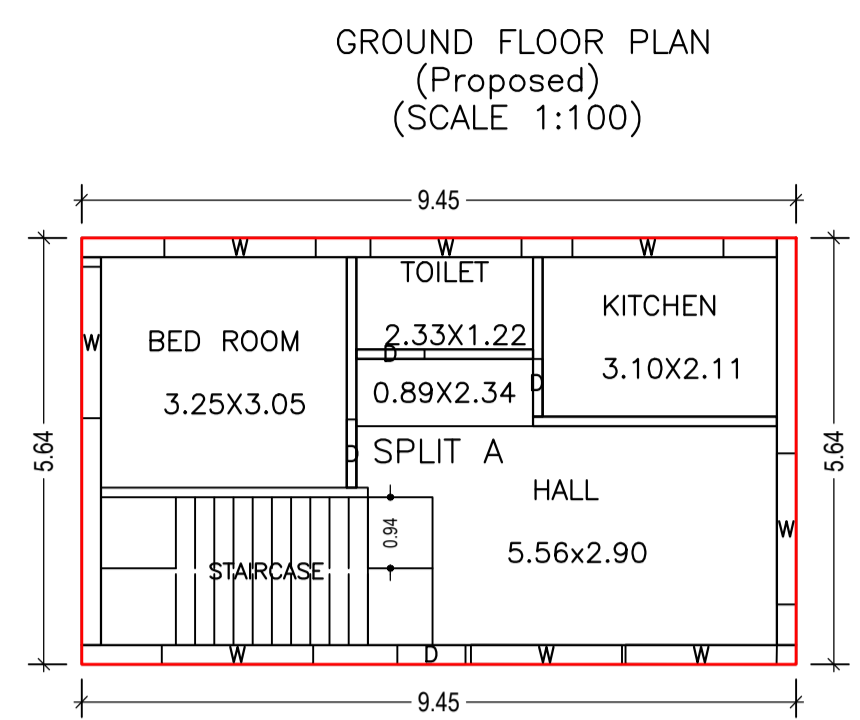 GROUND FLOOR PLAN
(Proposed)
(SCALE 1:100)
9.45
W W W
TOILET
2.33X1.22
KITCHEN
3.10X2.11
BED ROOM
3.25X3.05
W
D
D
0.89X2.34
D
SPLIT A
HALL
5.56x2.90
5.64
5.64
0.94
STAIRCASE
W
W D W W
9.45